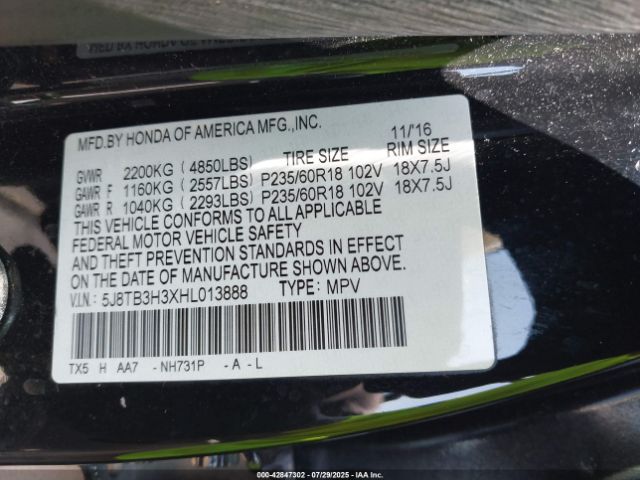 MFD.BY HONDA OF AMERICA MFG.,INC. 11/'16
TIRE SIZE RIM SIZE
GVWR 2200KG ( 4850LBS)
GAWR F 1160KG ( 2557LBS) P235/60R18 102V 18X7.5J
GAWR R 1040KG ( 2293LBS) P235/60R18 102V 18X7.5J
THIS VEHICLE CONFORMS TO ALL APPLICABLE
FEDERAL MOTOR VEHICLE SAFETY
AND THEFT PREVENTION STANDARDS IN EFFECT
ON THE DATE OF MANUFACTURE SHOWN ABOVE.
V.I.N.: 5J8TB3H3XHL013888 TYPE: MPV
TX5 H AA7 - NH731P - A - L
000-42847302 | 07/29/2025 | IAA Inc.